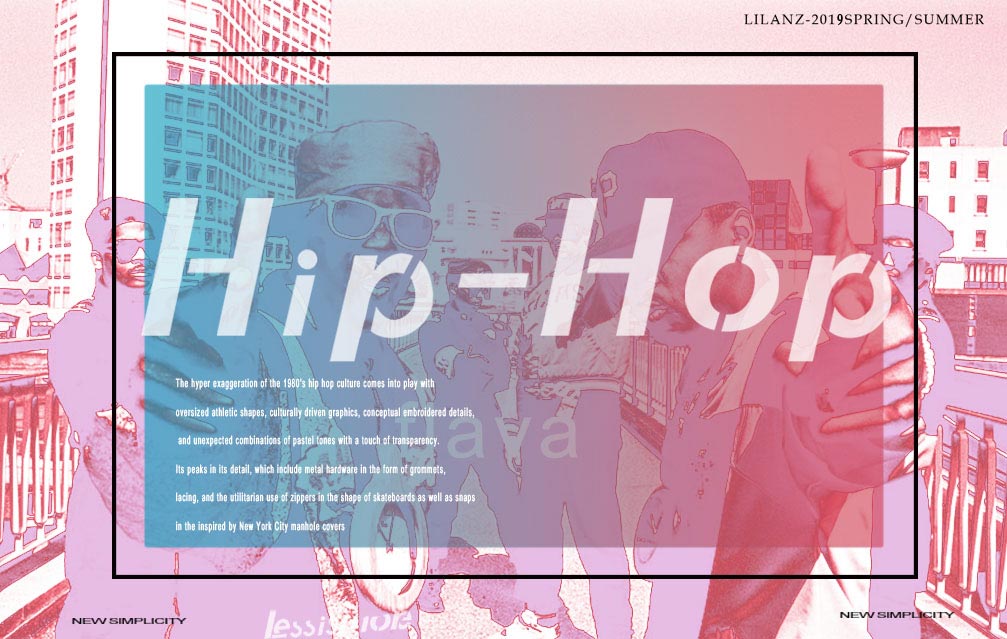 LILANZ-2019SPRING/SUMMER
Hip-Hop
The hyper exaggeration of the 1980's hip hop culture comes into play with
oversized athletic shapes, culturally driven graphics, conceptual embroidered details,
flava
and unexpected combinations of pastel tones with a touch of transparency.
Its peaks in its detail, which include metal hardware in the form of grommets,
lacing, and the utilitarian use of zippers in the shape of skateboards as well as snaps
in the inspired by New York City manhole covers
NEW SIMPLICITY
Lessismore
NEW SIMPLICITY